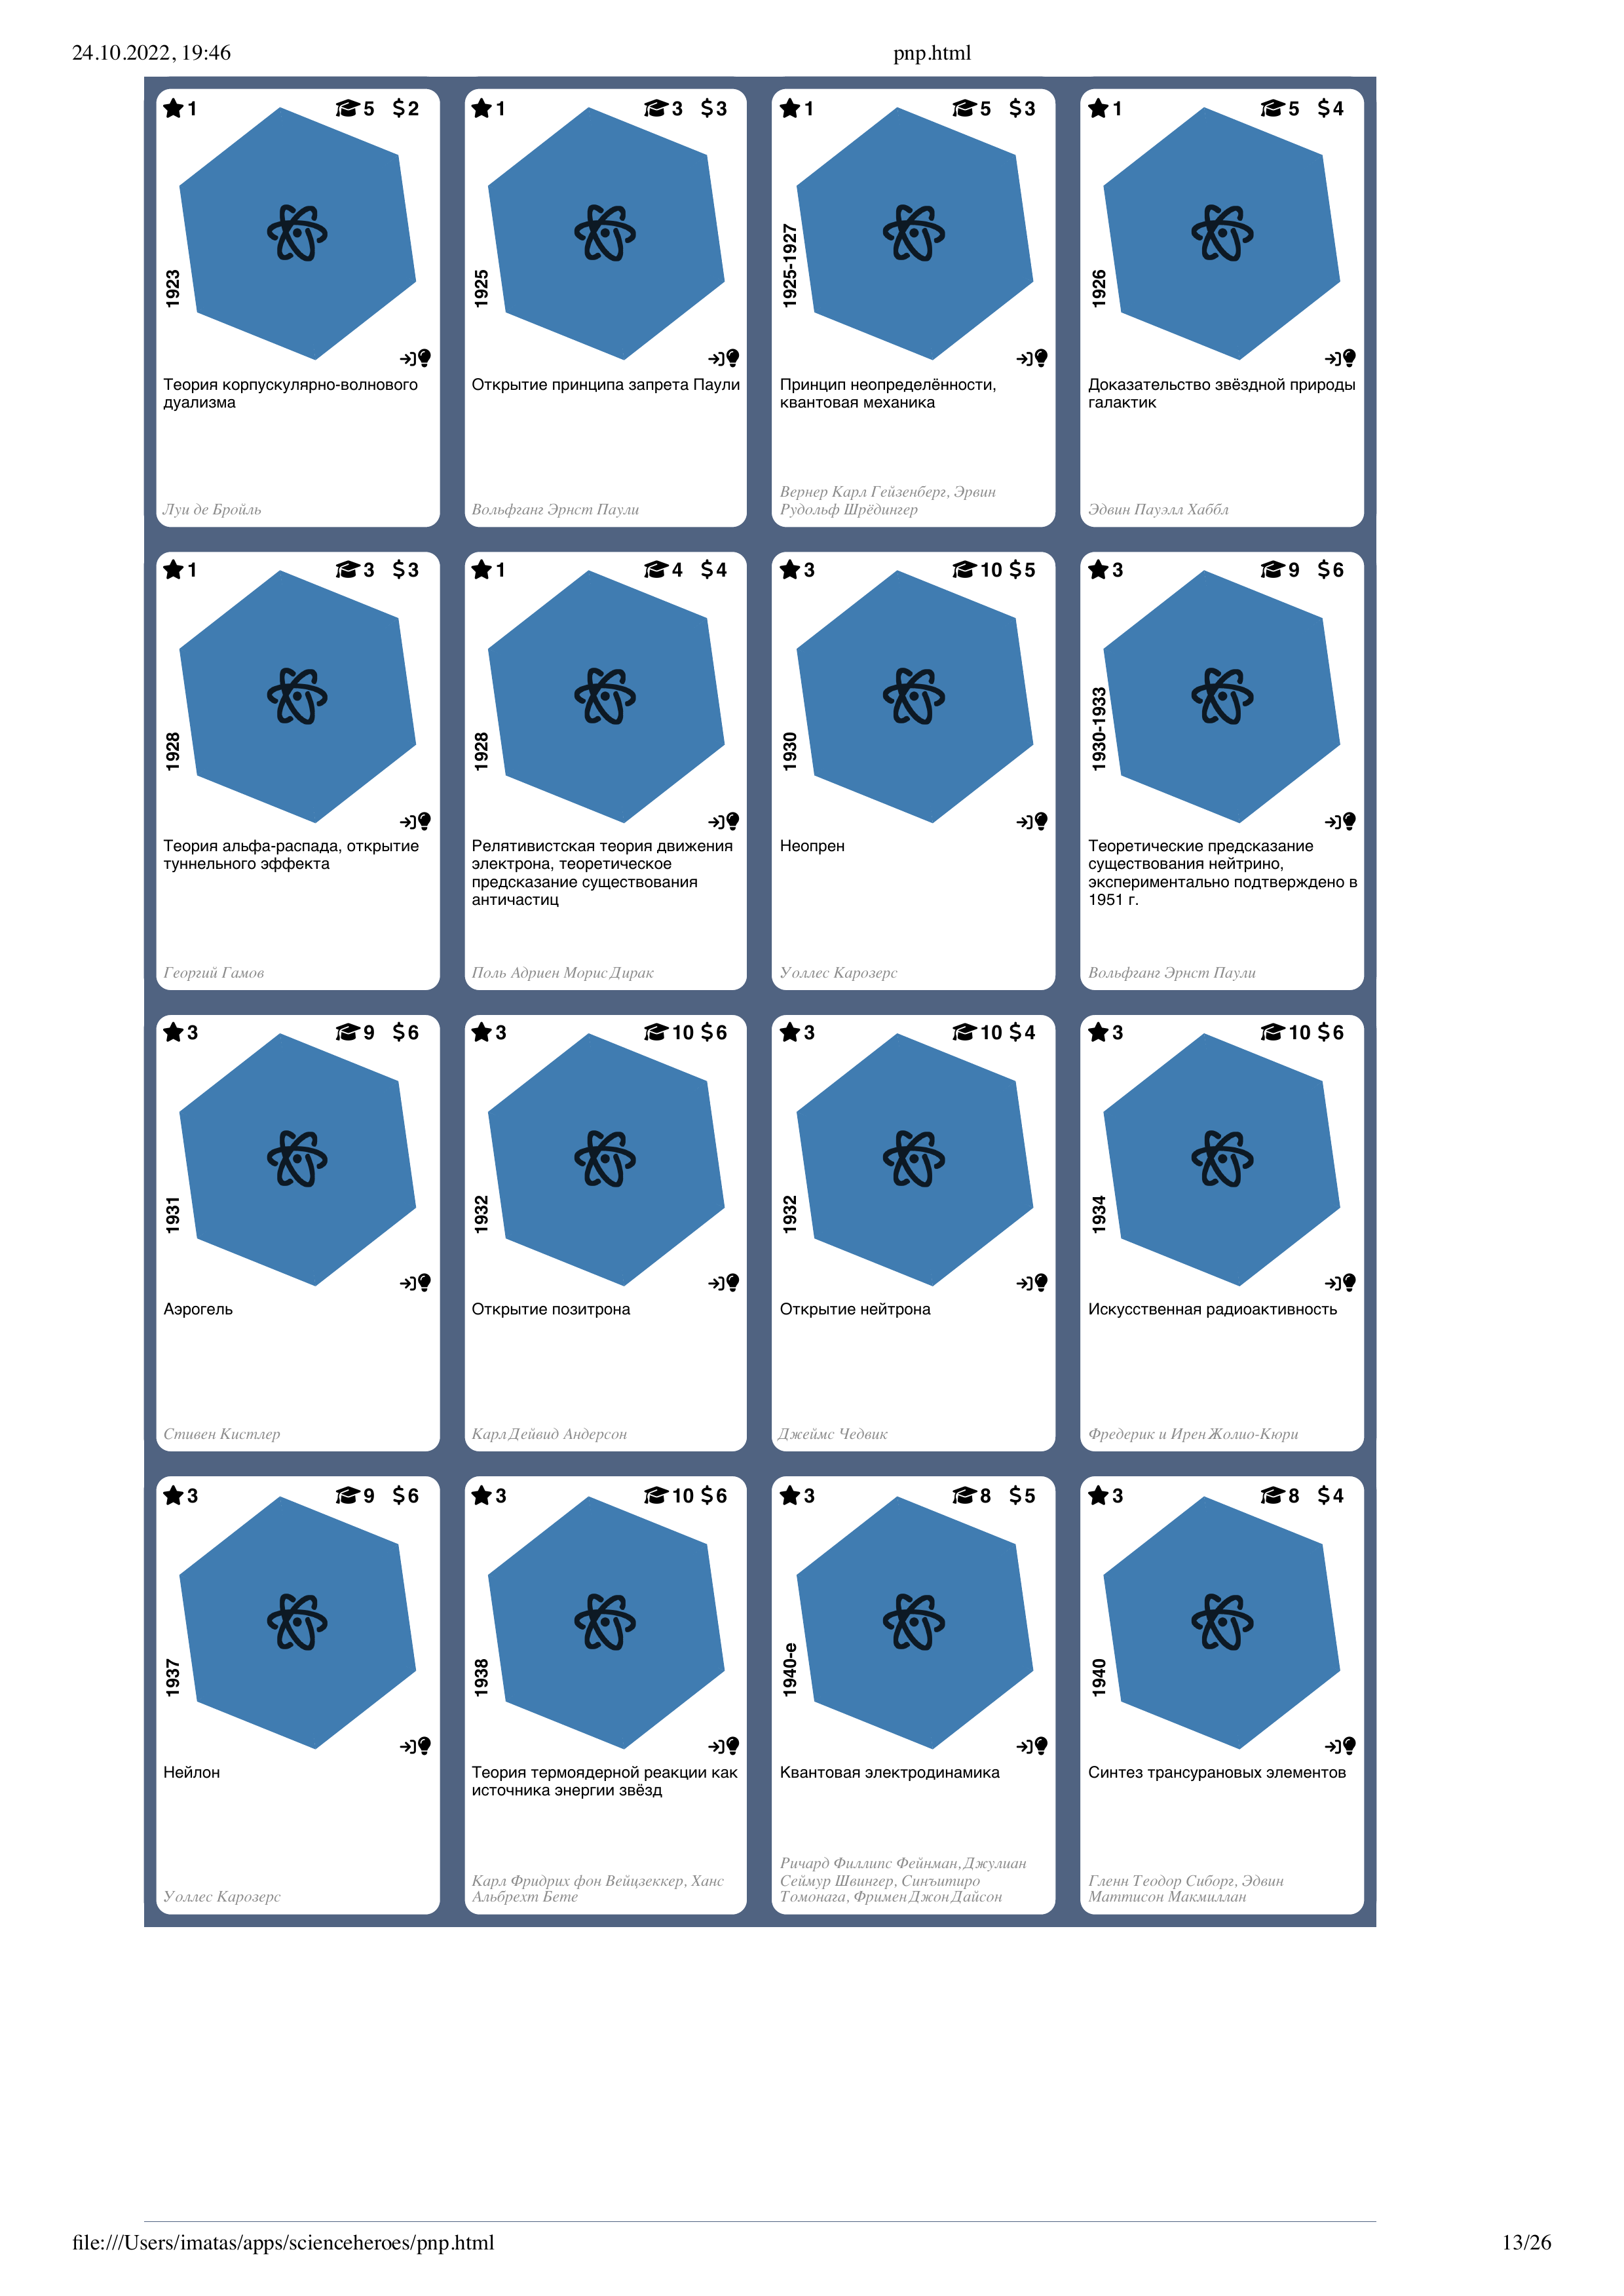 24.10.2022, 19:46 pnp.html
1 5 $2
1923
Теория корпускулярно-волнового
дуализма
Луи де Бройль
1 3 $3
1925
Открытие принципа запрета Паули
Вольфганг Эрнст Паули
1 5 $3
1925-1927
Принцип неопределённости,
квантовая механика
Вернер Карл Гейзенберг, Эрвин
Рудольф Шрёдингер
1 5 $4
1926
Доказательство звёздной природы
галактик
Эдвин Пауэлл Хаббл
1 3 $3
1928
Теория альфа-распада, открытие
туннельного эффекта
Георгий Гамов
1 4 $4
1928
Релятивистская теория движения
электрона, теоретическое
предсказание существования
античастиц
Поль Адриен Морис Дирак
3 10 $5
1930
Неопрен
Уоллес Карозерс
3 9 $6
1930-1933
Теоретические предсказание
существования нейтрино,
экспериментально подтверждено в
1951 г.
Вольфганг Эрнст Паули
3 9 $6
1931
Аэрогель
Стивен Кистлер
3 10 $6
1932
Открытие позитрона
Карл Дейвид Андерсон
3 10 $4
1932
Открытие нейтрона
Джеймс Чедвик
3 10 $6
1934
Искусственная радиоактивность
Фредерик и Ирен Жолио-Кюри
3 9 $6
1937
Нейлон
Уоллес Карозерс
3 10 $6
1938
Теория термоядерной реакции как
источника энергии звёзд
Карл Фридрих фон Вейцзеккер, Ханс
Альбрехт Бете
3 8 $5
1940-е
Квантовая электродинамика
Ричард Филлипс Фейнман, Джулиан
Сеймур Швингер, Синъитиро
Томонага, Фримен Джон Дайсон
3 8 $4
1940
Синтез трансурановых элементов
Гленн Теодор Сиборг, Эдвин
Маттисон Макмиллан
file:///Users/imatas/apps/scienceheroes/pnp.html 13/26